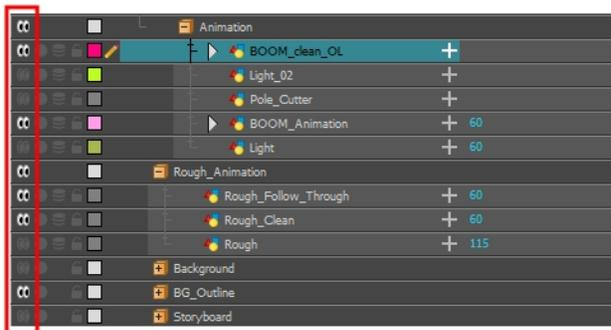 Animation
BOOM_clean_OL
Light_02
Pole_Cutter
BOOM_Animation 60
Light 60
Rough_Animation
Rough_Follow_Through 60
Rough_Clean 60
Rough 115
Background
BG_Outline
Storyboard